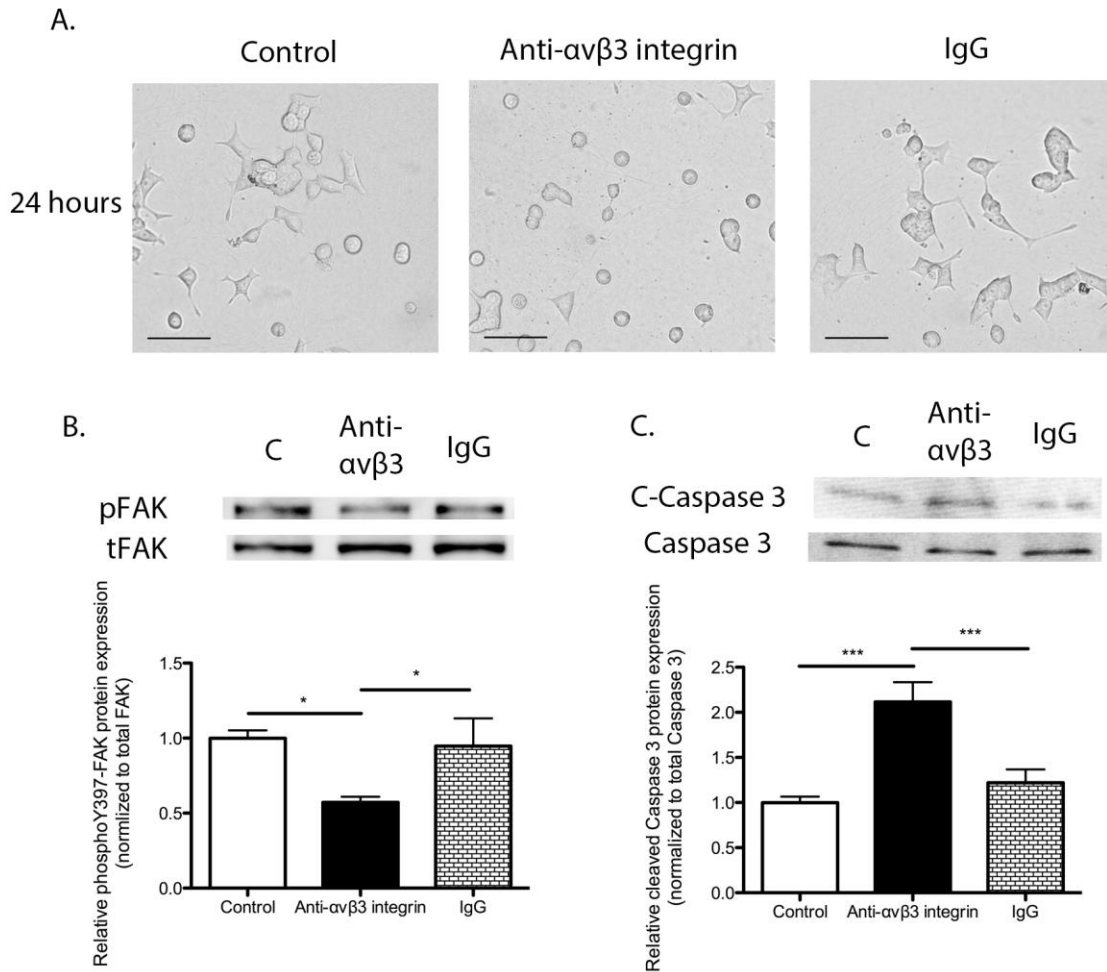 A.
Control
Anti-αvβ3 integrin
IgG
24 hours
B.
C
Anti-
αvβ3
IgG
pFAK
tFAK
Relative phosphoY397-FAK protein expression
(normlized to total FAK)
1.5
1.0
0.5
0.0
*
*
Control
Anti-αvβ3 integrin
IgG
C.
C
Anti-
αvβ3
IgG
C-Caspase 3
Caspase 3
Relative cleaved Caspase 3 protein expression
(normalized to total Caspase 3)
2.5
2.0
1.5
1.0
0.5
0.0
***
***
Control
Anti-αvβ3 integrin
IgG